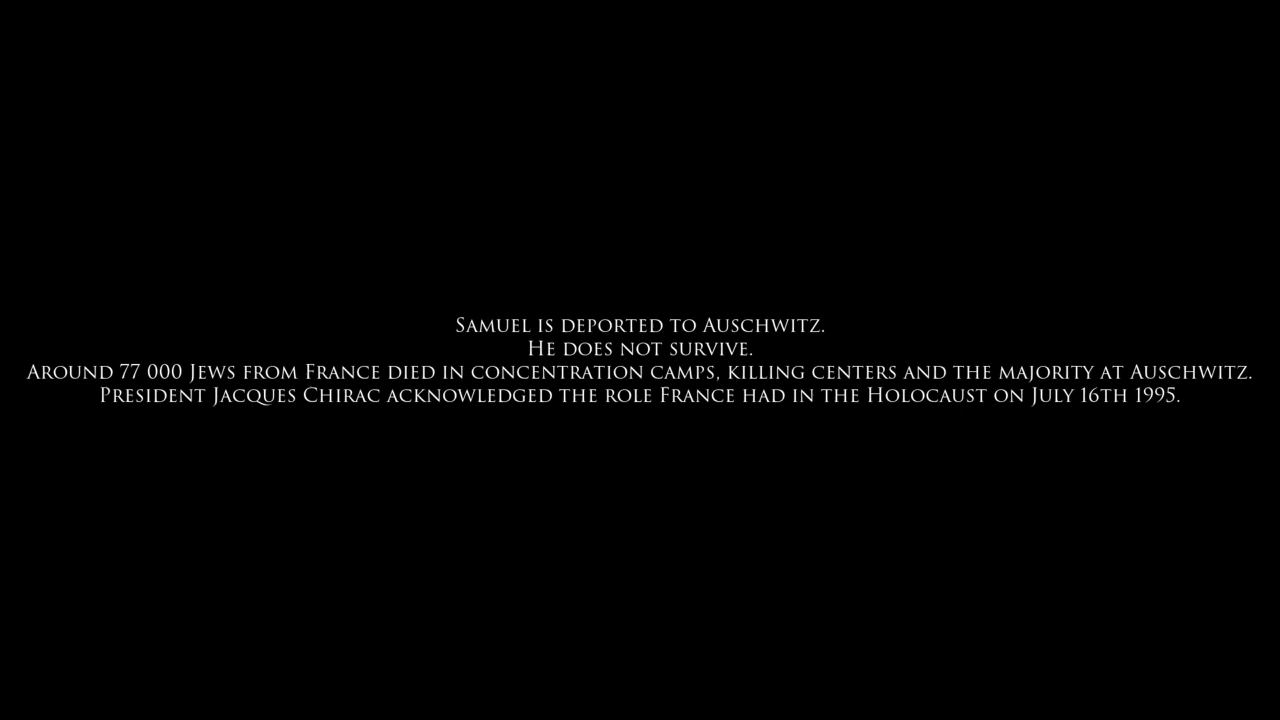 Samuel is deported to Auschwitz.
He does not survive.
Around 77 000 Jews from France died in concentration camps, killing centers and the majority at Auschwitz.
President Jacques Chirac acknowledged the role France had in the Holocaust on July 16th 1995.